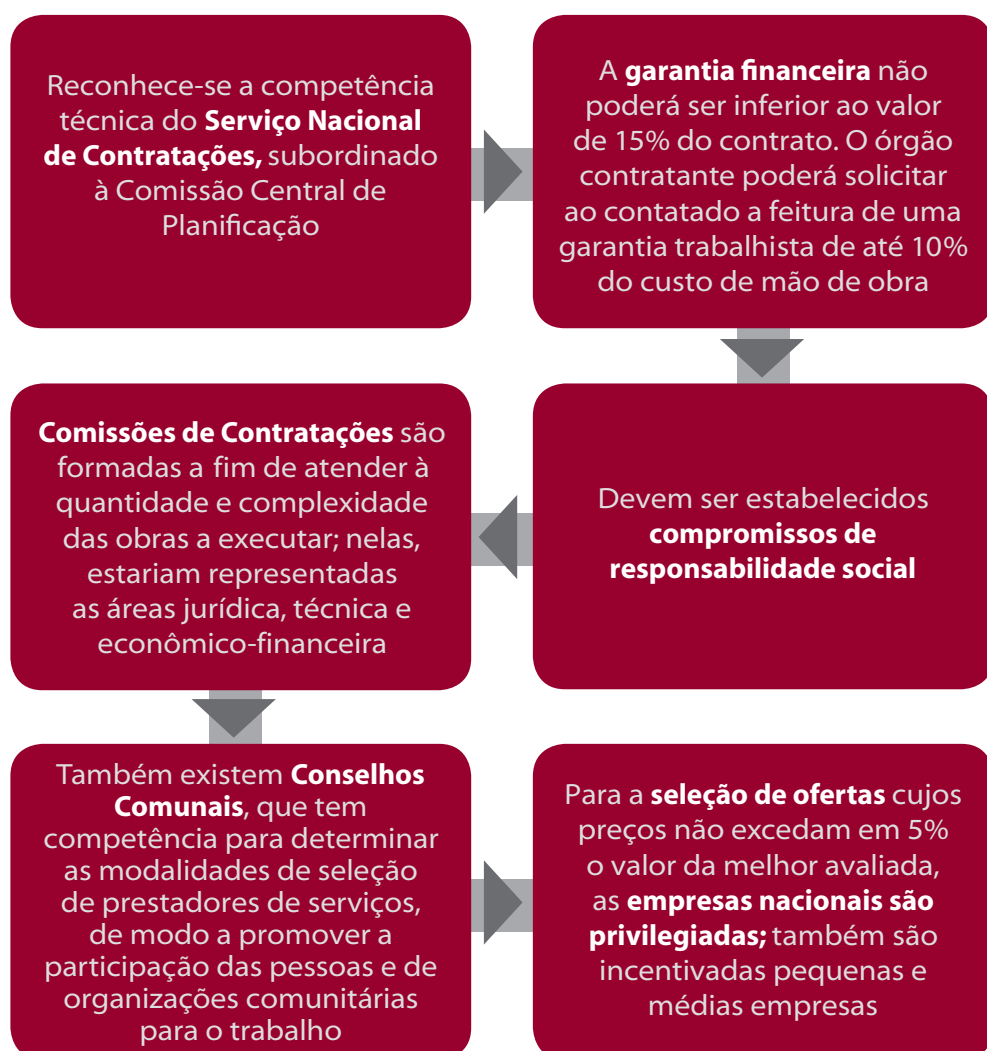 Reconhece-se a competência
técnica do Serviço Nacional
de Contratações, subordinado
à Comissão Central de
Planificação
A garantia financeira não
poderá ser inferior ao valor
de 15% do contrato. O órgão
contratante poderá solicitar
ao contatado a feitura de uma
garantia trabalhista de até 10%
do custo de mão de obra
Devem ser estabelecidos
compromissos de
responsabilidade social
Comissões de Contratações são
formadas a fim de atender à
quantidade e complexidade
das obras a executar; nelas,
estariam representadas
as áreas jurídica, técnica e
econômico-financeira
Também existem Conselhos
Comunais, que tem
competência para determinar
as modalidades de seleção
de prestadores de serviços,
de modo a promover a
participação das pessoas e de
organizações comunitárias
para o trabalho
Para a seleção de ofertas cujos
preços não excedam em 5%
o valor da melhor avaliada,
as empresas nacionais são
privilegiadas; também são
incentivadas pequenas e
médias empresas